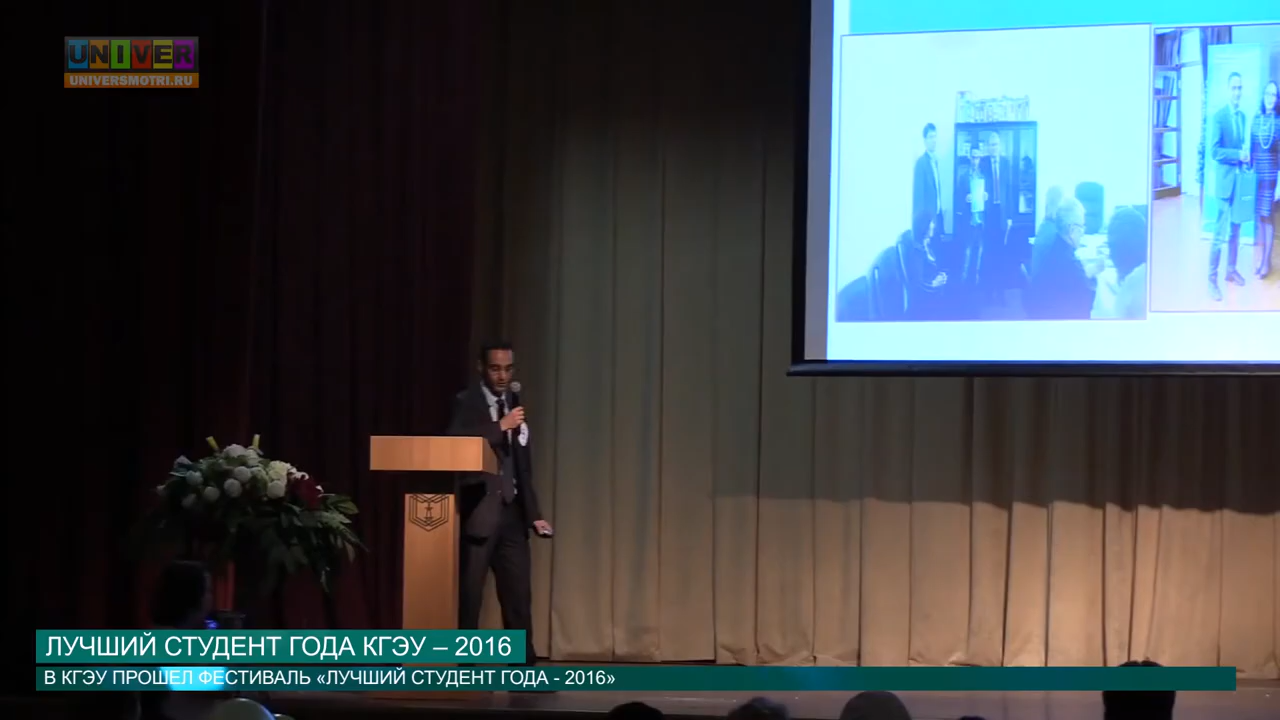 UNIVER
UNIVERSMOTRI.RU
ЛУЧШИЙ СТУДЕНТ ГОДА КГЭУ – 2016
В КГЭУ ПРОШЕЛ ФЕСТИВАЛЬ «ЛУЧШИЙ СТУДЕНТ ГОДА - 2016»